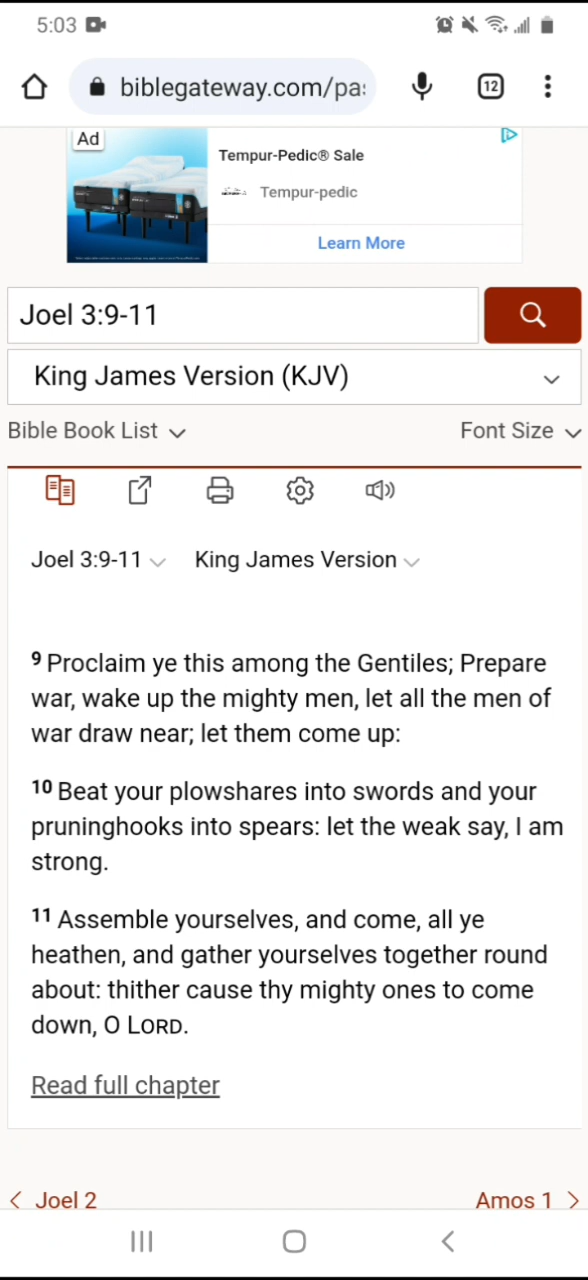 5:03
biblegateway.com/pa
12
Ad
Tempur-Pedic® Sale
Tempur-pedic
Learn More
Joel 3:9-11
King James Version (KJV)
Bible Book List
Font Size
Joel 3:9-11
King James Version
9 Proclaim ye this among the Gentiles; Prepare
war, wake up the mighty men, let all the men of
war draw near; let them come up:
10 Beat your plowshares into swords and your
pruninghooks into spears: let the weak say, I am
strong.
11 Assemble yourselves, and come, all ye
heathen, and gather yourselves together round
about: thither cause thy mighty ones to come
down, O LORD.
Read full chapter
Joel 2
Amos 1